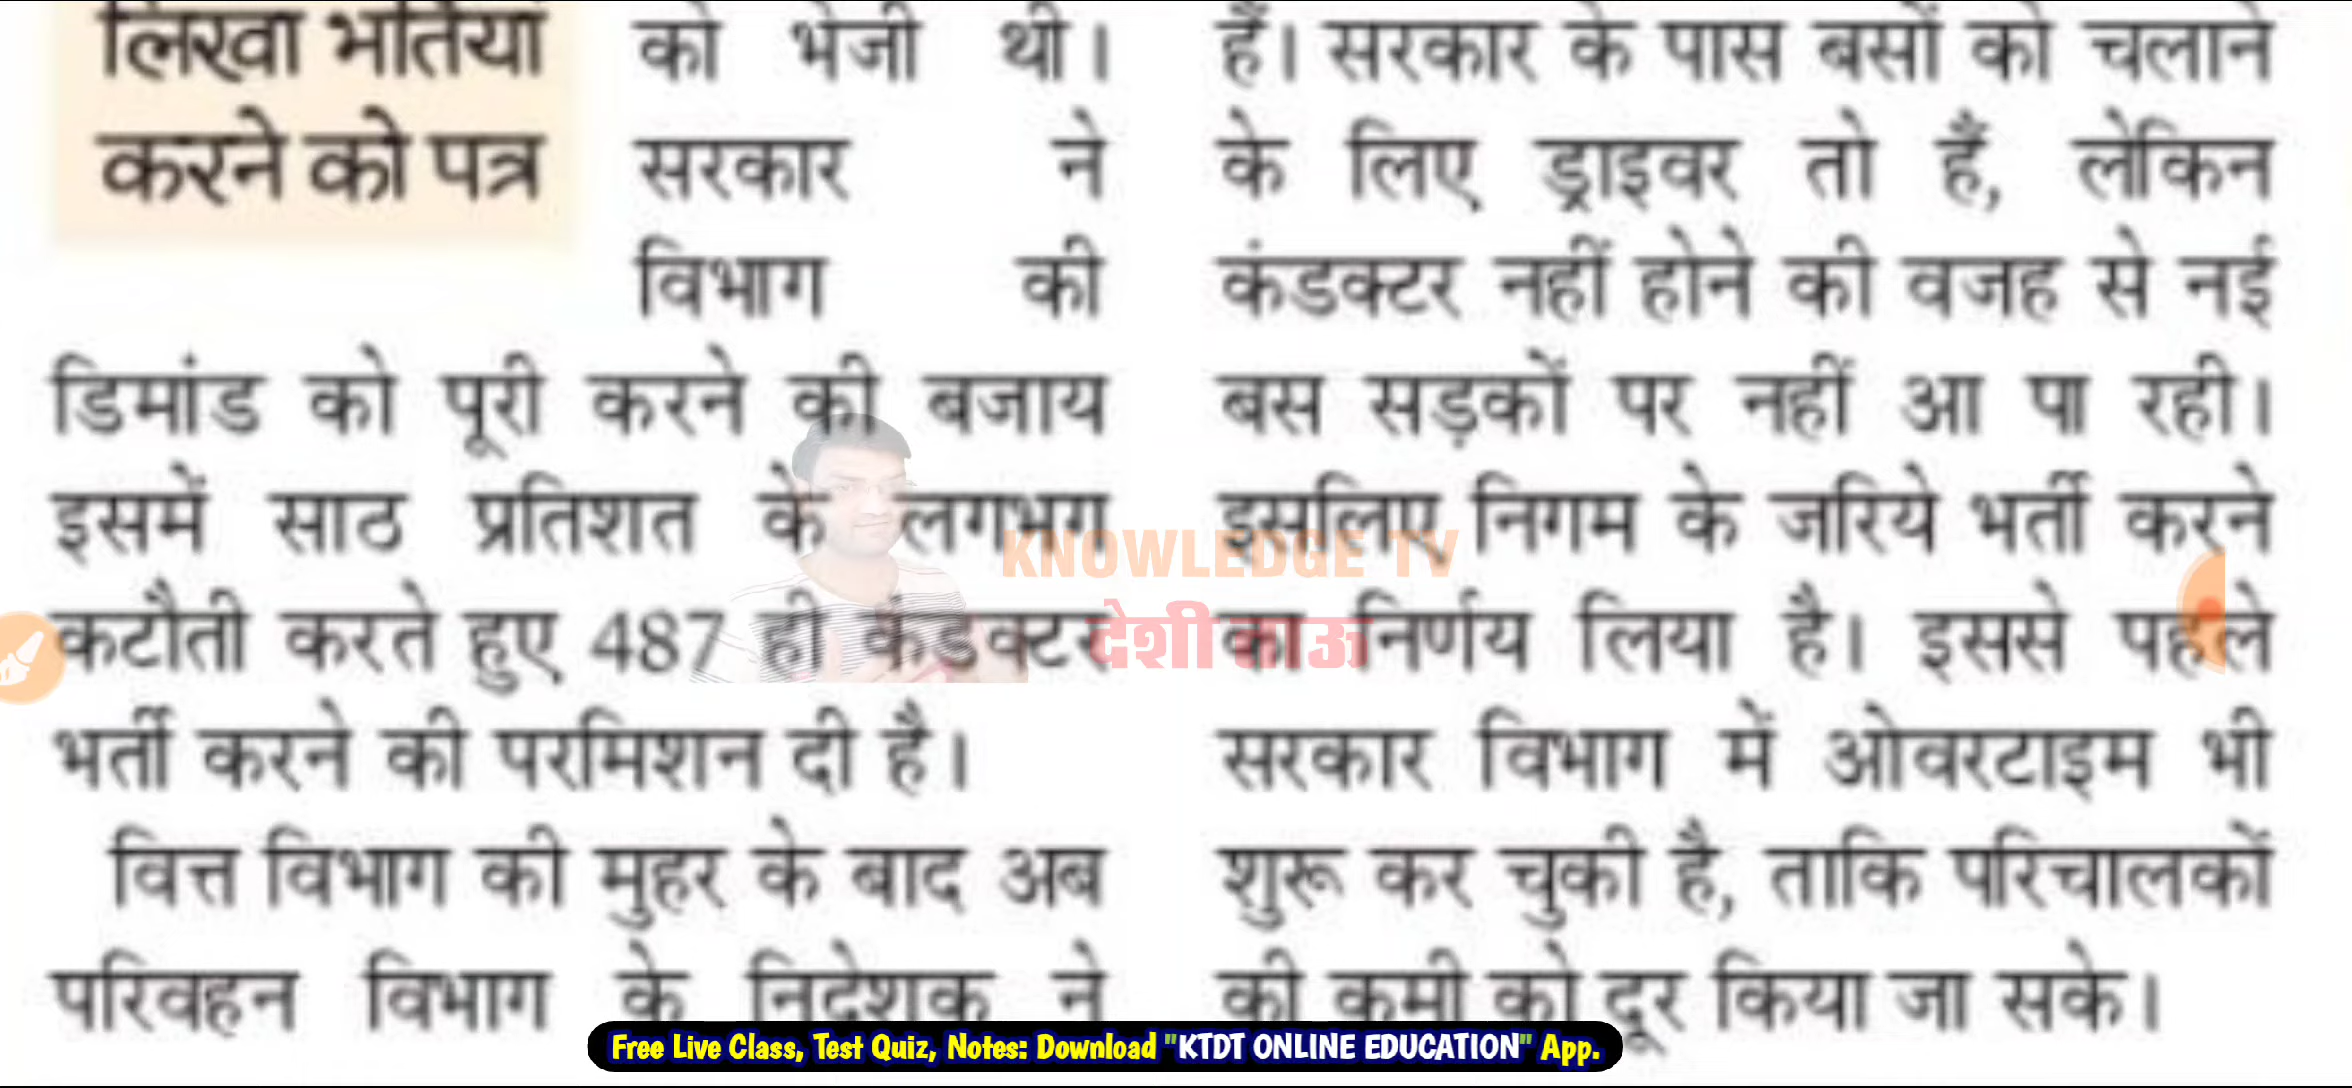 लिखा भर्तियां
करने को पत्र
को भेजी थी।
सरकार ने
विभाग की
डिमांड को पूरी करने की बजाय
इसमें साठ प्रतिशत के लगभग
कटौती करते हुए 487 ही कंडक्टर
भर्ती करने की परमिशन दी है।
वित्त विभाग की मुहर के बाद अब
परिवहन विभाग के निदेशक ने
हैं। सरकार के पास बसों को चलाने
के लिए ड्राइवर तो हैं, लेकिन
कंडक्टर नहीं होने की वजह से नई
बस सड़कों पर नहीं आ पा रही।
इसलिए निगम के जरिये भर्ती करने
का निर्णय लिया है। इससे पहले
सरकार विभाग में ओवरटाइम भी
शुरू कर चुकी है, ताकि परिचालकों
की कमी को दूर किया जा सके।
KNOWLEDGE TV
देशी ताऊ
Free Live Class, Test Quiz, Notes: Download "KTDT ONLINE EDUCATION" App.